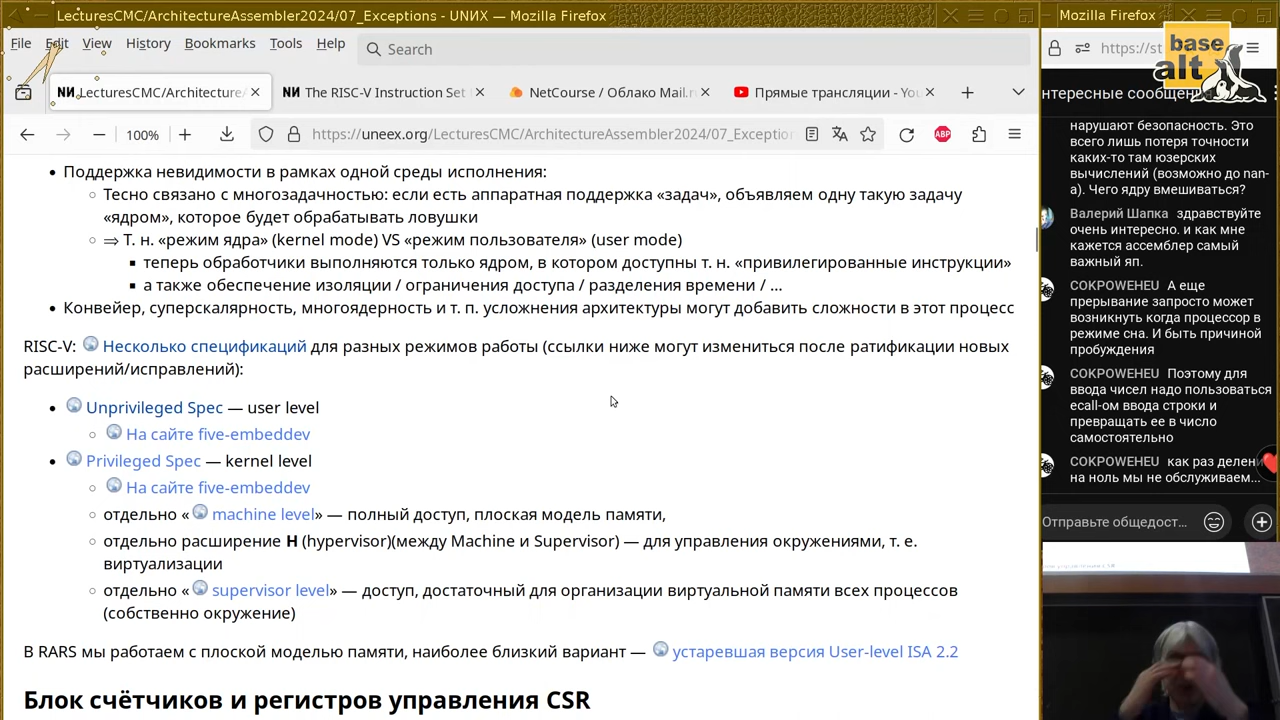 LecturesCMC/ArchitectureAssembler2024/07_Exceptions - UNИX — Mozilla Firefox
File Edit View History Bookmarks Tools Help
Search
LecturesCMC/Architecture
The RISC-V Instruction Set
NetCourse / Облако Mail.r
Прямые трансляции - You
100%
https://uneex.org/LecturesCMC/ArchitectureAssembler2024/07_Exception
ABP
• Поддержка невидимости в рамках одной среды исполнения:
◦ Тесно связано с многозадачностью: если есть аппаратная поддержка «задач», объявляем одну такую задачу
«ядром», которое будет обрабатывать ловушки
◦ ⇒ Т. н. «режим ядра» (kernel mode) VS «режим пользователя» (user mode)
▪ теперь обработчики выполняются только ядром, в котором доступны т. н. «привилегированные инструкции»
▪ а также обеспечение изоляции / ограничения доступа / разделения времени / …
• Конвейер, суперскалярность, многоядерность и т. п. усложнения архитектуры могут добавить сложности в этот процесс
RISC-V: Несколько спецификаций для разных режимов работы (ссылки ниже могут измениться после ратификации новых
расширений/исправлений):
• Unprivileged Spec — user level
◦ На сайте five-embeddev
• Privileged Spec — kernel level
◦ На сайте five-embeddev
◦ отдельно «machine level» — полный доступ, плоская модель памяти,
◦ отдельно расширение H (hypervisor)(между Machine и Supervisor) — для управления окружениями, т. е.
виртуализации
◦ отдельно «supervisor level» — доступ, достаточный для организации виртуальной памяти всех процессов
(собственно окружение)
В RARS мы работаем с плоской моделью памяти, наиболее близкий вариант — устаревшая версия User-level ISA 2.2
Блок счётчиков и регистров управления CSR
Mozilla Firefox
https://st
base
alt
нтересные сообщени
нарушают безопасность. Это
всего лишь потеря точности
каких-то там юзерских
вычислений (возможно до nan-
а). Чего ядру вмешиваться?
Валерий Шапка здравствуйте
очень интересно. и как мне
кажется ассемблер самый
важный яп.
COKPOWEHEU А еще
прерывание запросто может
возникнуть когда процессор в
режиме сна. И быть причиной
пробуждения
COKPOWEHEU Поэтому для
ввода чисел надо пользоваться
ecall-ом ввода строки и
превращать ее в число
самостоятельно
COKPOWEHEU как раз делен
на ноль мы не обслуживаем...
Отправьте общедост...